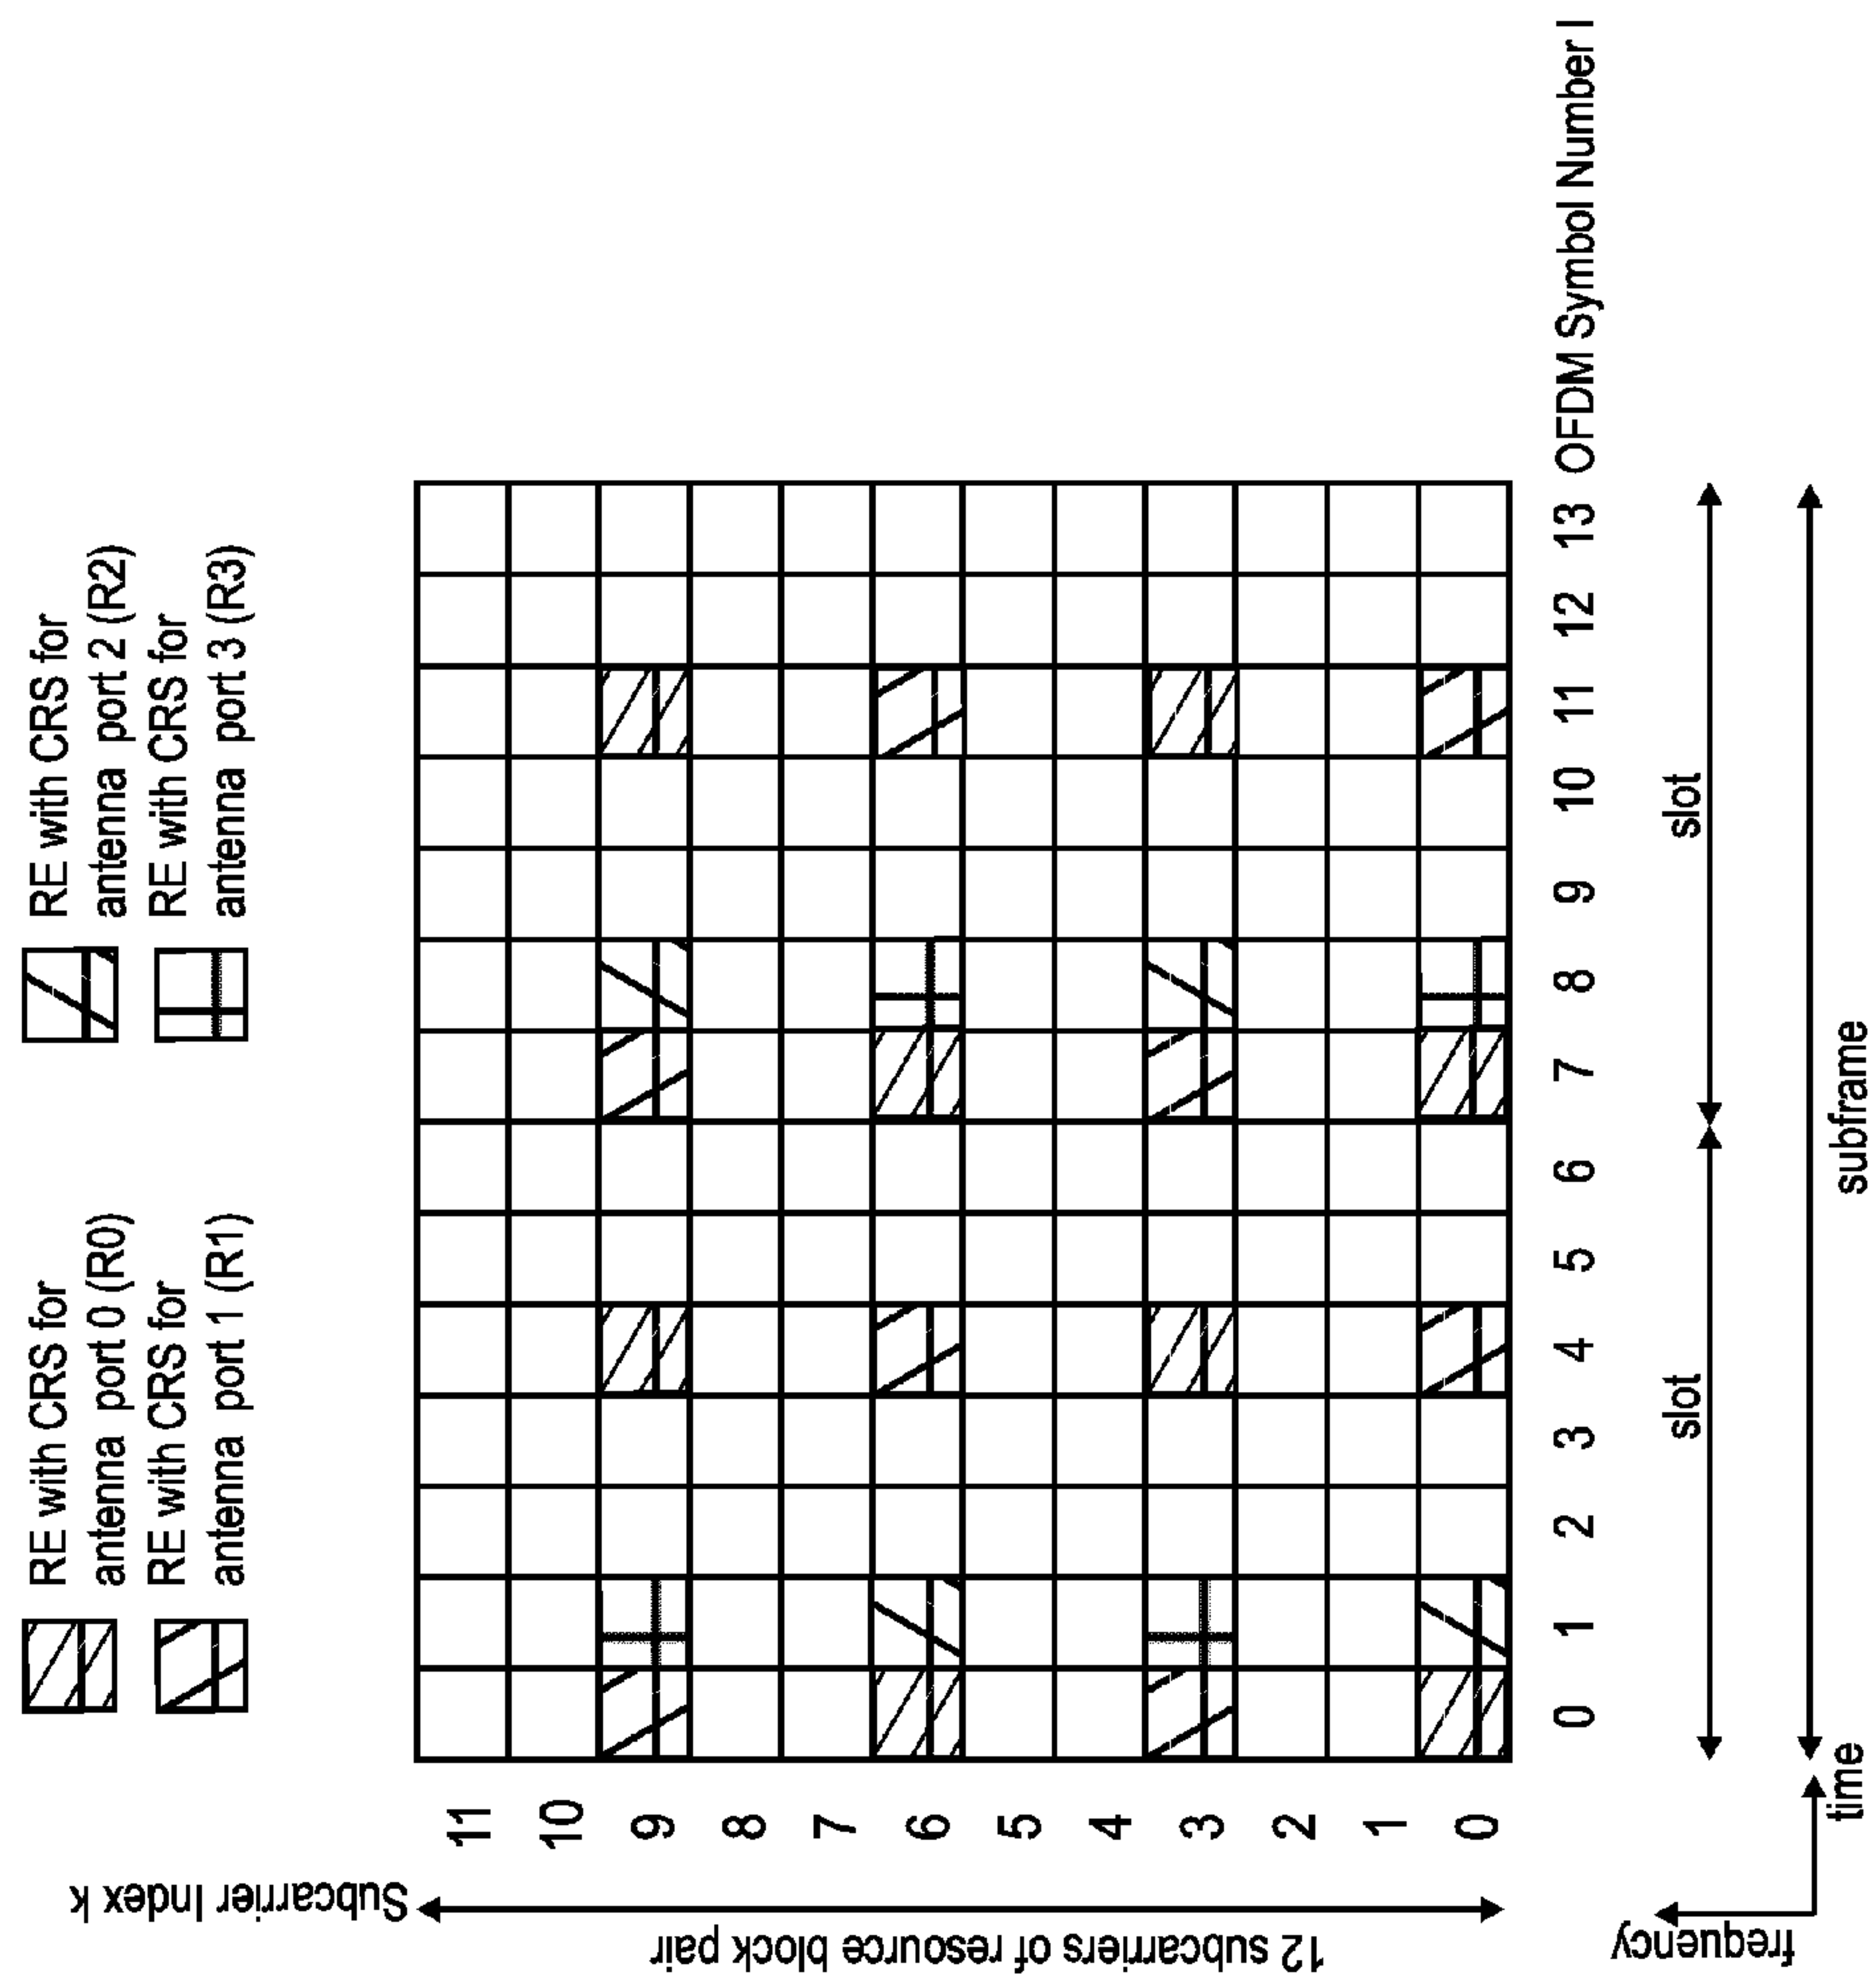 RE with CRS for
antenna port 0 (R0)
RE with CRS for
antenna port 1 (R1)
RE with CRS for
antenna port 2 (R2)
RE with CRS for
antenna port 3 (R3)
Subcarrier Index k
12 subcarriers of resource block pair
11
10
9
8
7
6
5
4
3
2
1
0
0 1 2 3 4 5 6 7 8 9 10 11 12 13 OFDM Symbol Number l
slot slot
subframe
frequency
time